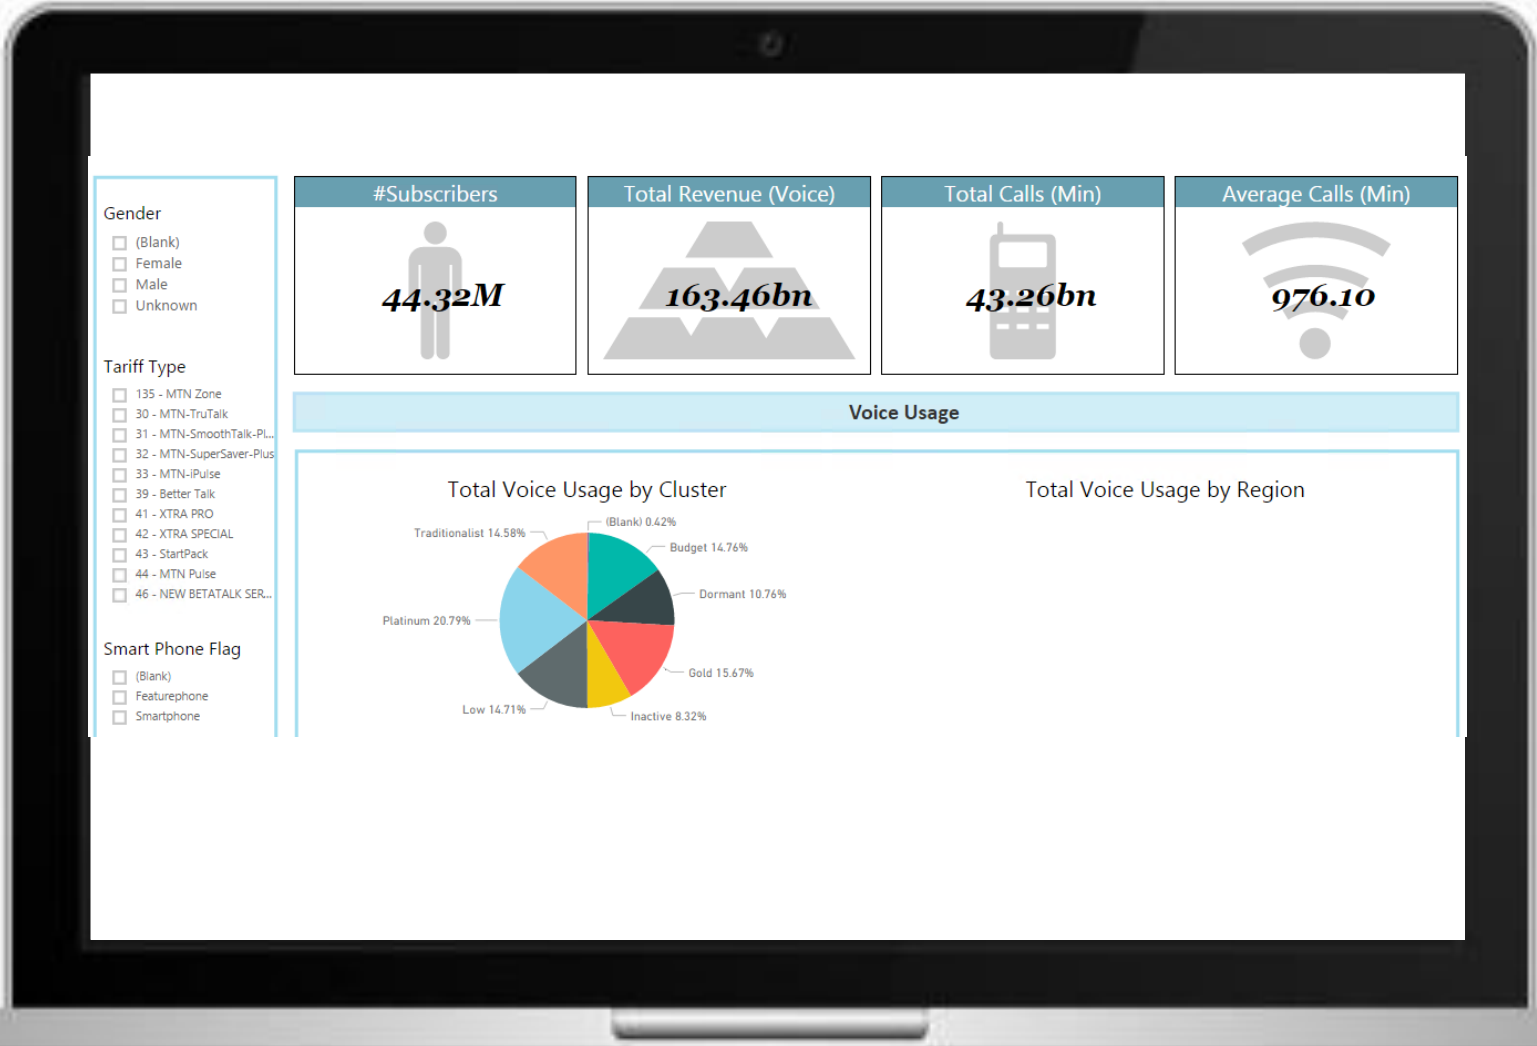 Gender
(Blank)
Female
Male
Unknown
Tariff Type
135 - MTN Zone
30 - MTN-TruTalk
31 - MTN-SmoothTalk-Pl...
32 - MTN-SuperSaver-Plus
33 - MTN-iPulse
39 - Better Talk
41 - XTRA PRO
42 - XTRA SPECIAL
43 - StartPack
44 - MTN Pulse
46 - NEW BETATALK SER...
Smart Phone Flag
(Blank)
Featurephone
Smartphone
#Subscribers
44.32M
Total Revenue (Voice)
163.46bn
Total Calls (Min)
43.26bn
Average Calls (Min)
976.10
Voice Usage
Total Voice Usage by Cluster
(Blank) 0.42%
Traditionalist 14.58%
Budget 14.76%
Dormant 10.76%
Platinum 20.79%
Gold 15.67%
Low 14.71%
Inactive 8.32%
Total Voice Usage by Region